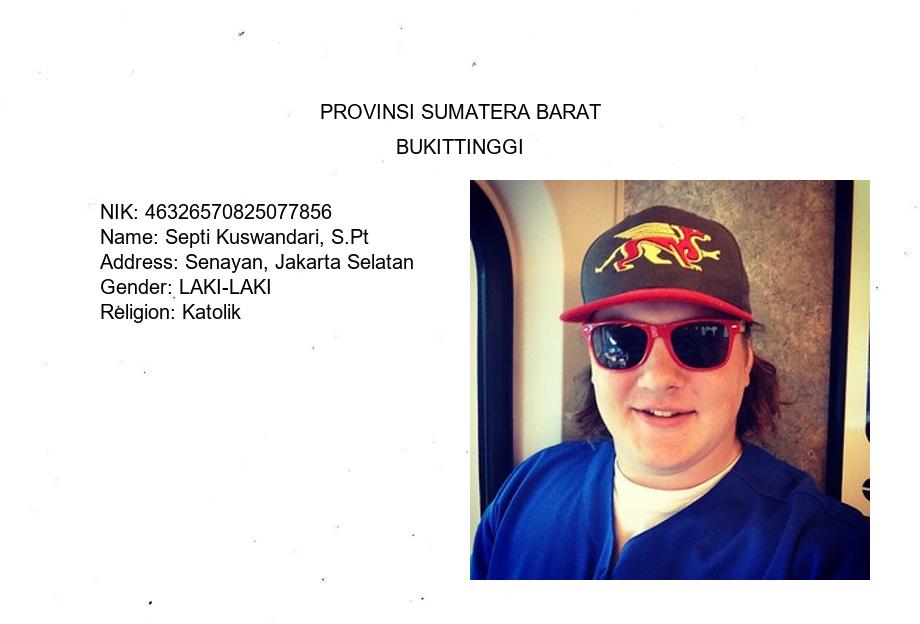 PROVINSI SUMATERA BARAT
BUKITTINGGI
NIK: 46326570825077856
Name: Septi Kuswandari, S.Pt
Address: Senayan, Jakarta Selatan
Gender: LAKI-LAKI
Religion: Katolik